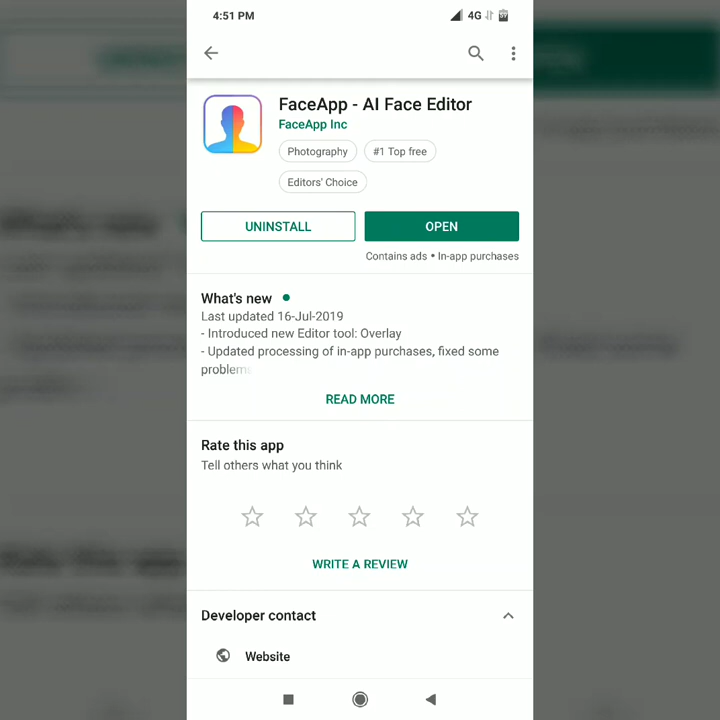 4:51 PM 4G
FaceApp - AI Face Editor
FaceApp Inc
Photography #1 Top free
Editors' Choice
UNINSTALL OPEN
Contains ads • In-app purchases
What's new
Last updated 16-Jul-2019
- Introduced new Editor tool: Overlay
- Updated processing of in-app purchases, fixed some
problems
READ MORE
Rate this app
Tell others what you think
WRITE A REVIEW
Developer contact
Website